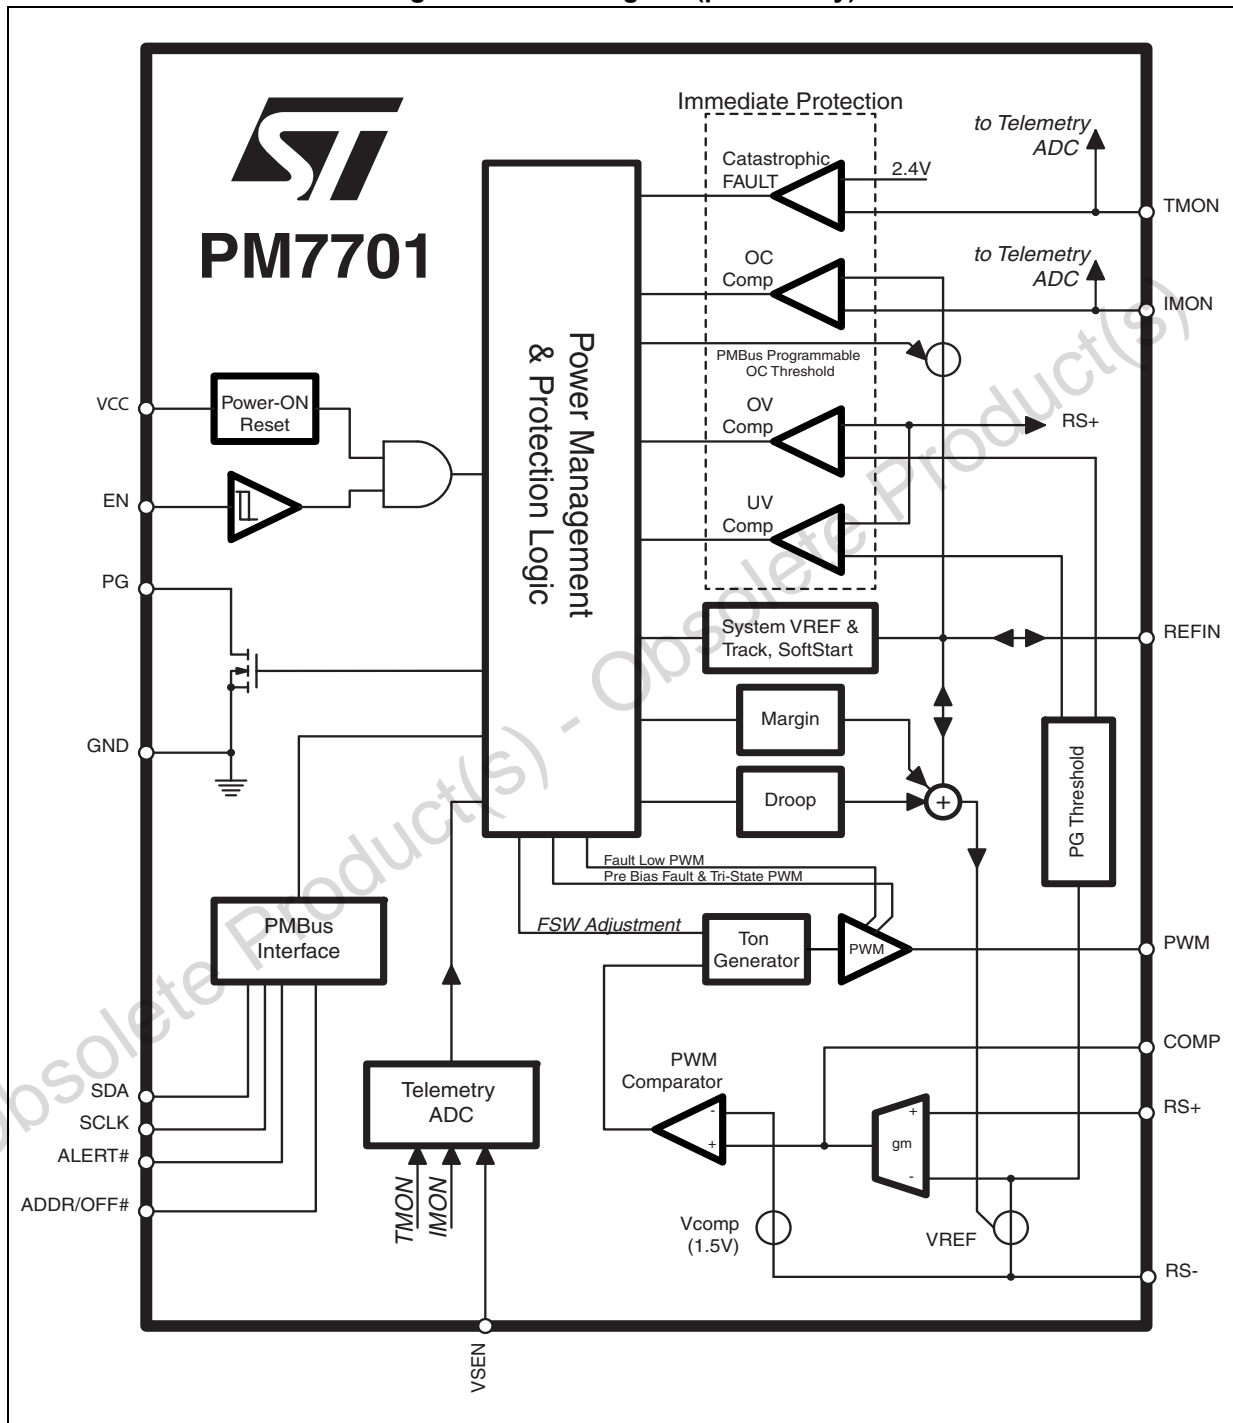 ST
PM7701
Immediate Protection
Catastrophic
FAULT
2.4V
to Telemetry
ADC
TMON
OC
Comp
to Telemetry
ADC
IMON
PMBus Programmable
OC Threshold
OV
Comp
RS+
UV
Comp
Power Management
& Protection Logic
VCC
Power-ON
Reset
EN
PG
GND
System VREF &
Track, SoftStart
REFIN
Margin
Droop
+
PG Threshold
Fault Low PWM
Pre Bias Fault & Tri-State PWM
FSW Adjustment
Ton
Generator
PWM
PWM
PMBus
Interface
COMP
PWM
Comparator
-
+
gm
+
-
RS+
SDA
SCLK
ALERT#
ADDR/OFF#
Telemetry
ADC
TMON
IMON
Vcomp
(1.5V)
VREF
RS-
VSEN
Obsolete Product(s) - Obsolete Product(s)